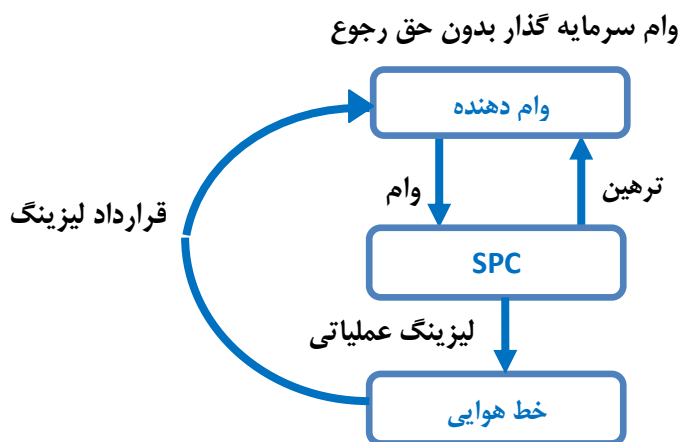 وام سرمایه گذار بدون حق رجوع
وام دهنده
ترهین
وام
قرارداد لیزینگ
SPC
لیزینگ عملیاتی
خط هوایی